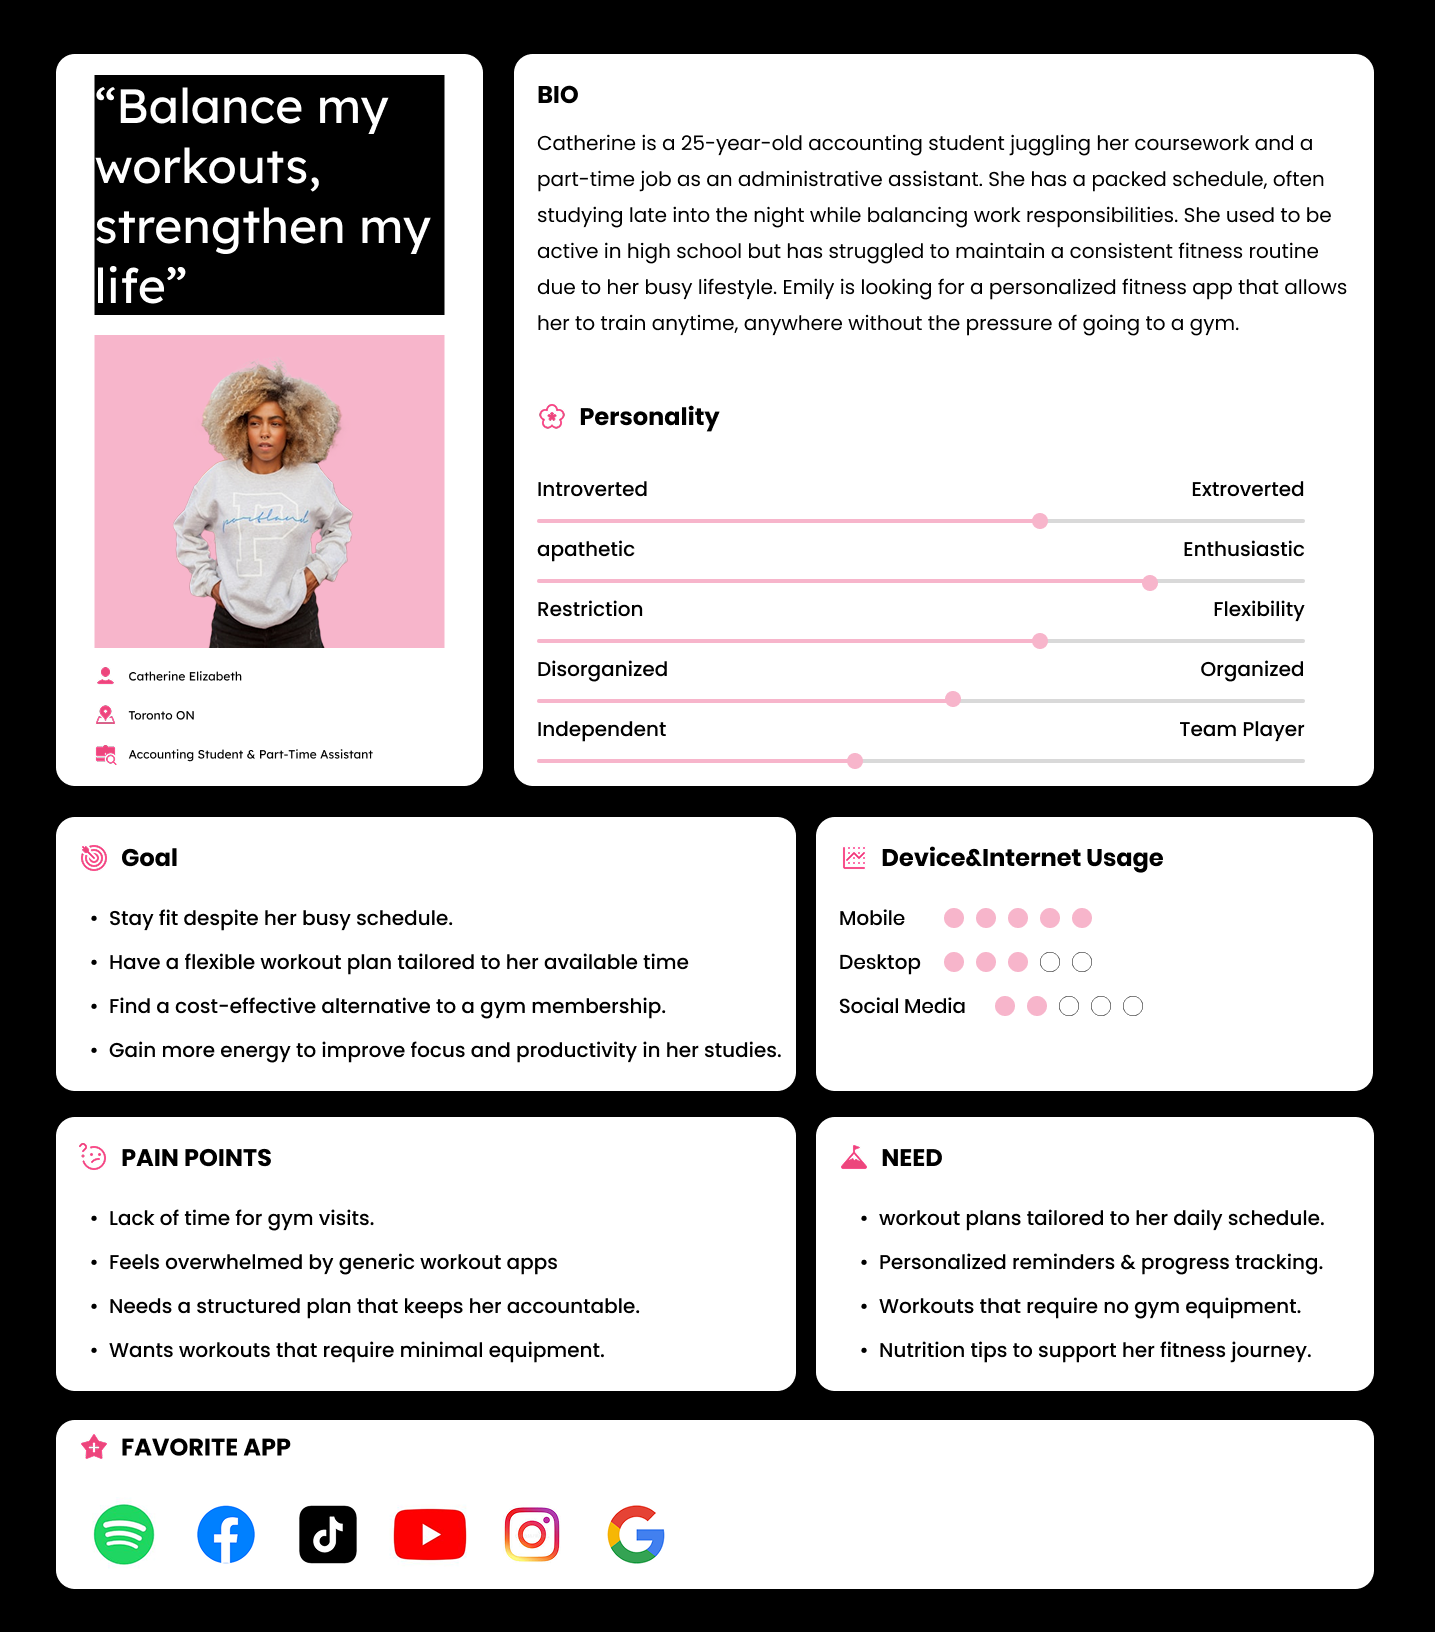 “Balance my
workouts,
strengthen my
life”
portland
P
Catherine Elizabeth
Toronto ON
Accounting Student & Part-Time Assistant
BIO
Catherine is a 25-year-old accounting student juggling her coursework and a
part-time job as an administrative assistant. She has a packed schedule, often
studying late into the night while balancing work responsibilities. She used to be
active in high school but has struggled to maintain a consistent fitness routine
due to her busy lifestyle. Emily is looking for a personalized fitness app that allows
her to train anytime, anywhere without the pressure of going to a gym.
Personality
Introverted Extroverted
apathetic Enthusiastic
Restriction Flexibility
Disorganized Organized
Independent Team Player
Goal
• Stay fit despite her busy schedule.
• Have a flexible workout plan tailored to her available time
• Find a cost-effective alternative to a gym membership.
• Gain more energy to improve focus and productivity in her studies.
Device&Internet Usage
Mobile
Desktop
Social Media
PAIN POINTS
• Lack of time for gym visits.
• Feels overwhelmed by generic workout apps
• Needs a structured plan that keeps her accountable.
• Wants workouts that require minimal equipment.
NEED
• workout plans tailored to her daily schedule.
• Personalized reminders & progress tracking.
• Workouts that require no gym equipment.
• Nutrition tips to support her fitness journey.
FAVORITE APP